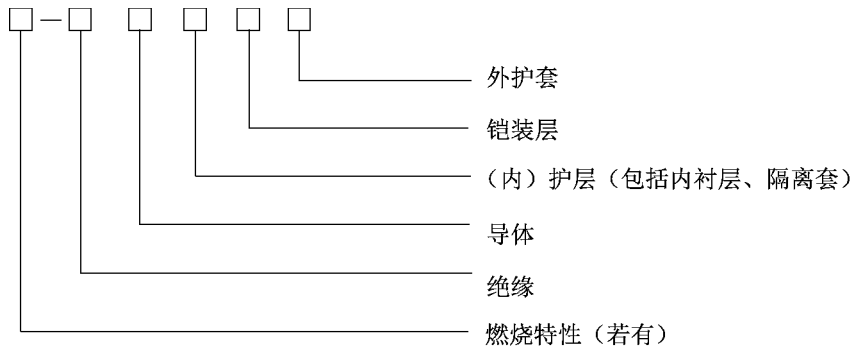 □—□ □ □ □ □
外护套
铠装层
（内）护层（包括内衬层、隔离套）
导体
绝缘
燃烧特性（若有）